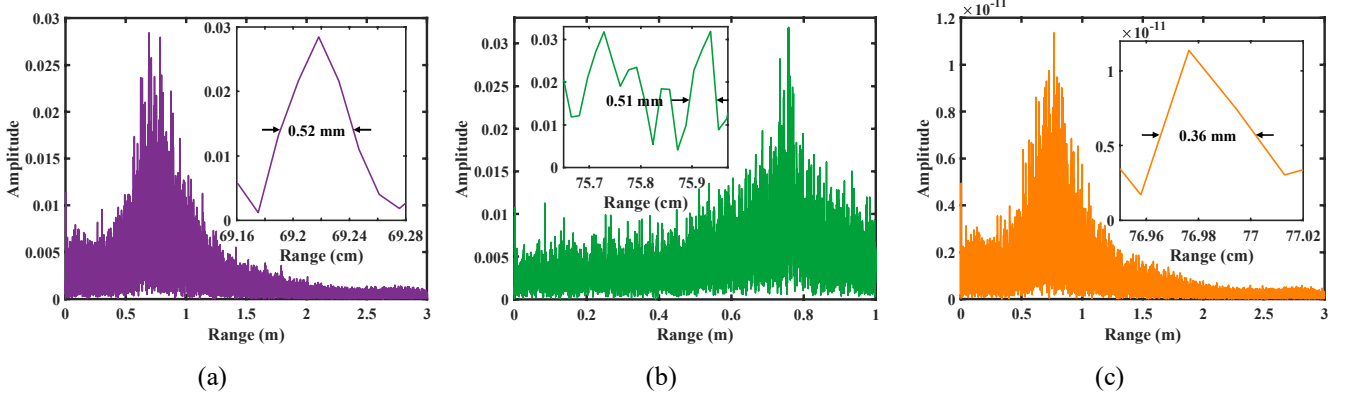 0.03
0.025
0.02
0.015
0.01
0.005
0
Amplitude
0 0.5 1 1.5 2 2.5 3
Range (m)
0.03
0.02
0.01
0
0.52 mm
69.16 69.2 69.24 69.28
Range (cm)
(a)
0.03
0.025
0.02
0.015
0.01
0.005
0
Amplitude
0 0.2 0.4 0.6 0.8 1
Range (m)
0.03
0.02
0.01
0
0.51 mm
75.7 75.8 75.9
Range (cm)
(b)
×10⁻¹¹
1.2
1
0.8
0.6
0.4
0.2
0
Amplitude
0 0.5 1 1.5 2 2.5 3
Range (m)
×10⁻¹¹
1
0.5
0
0.36 mm
76.96 76.98 77 77.02
Range (cm)
(c)